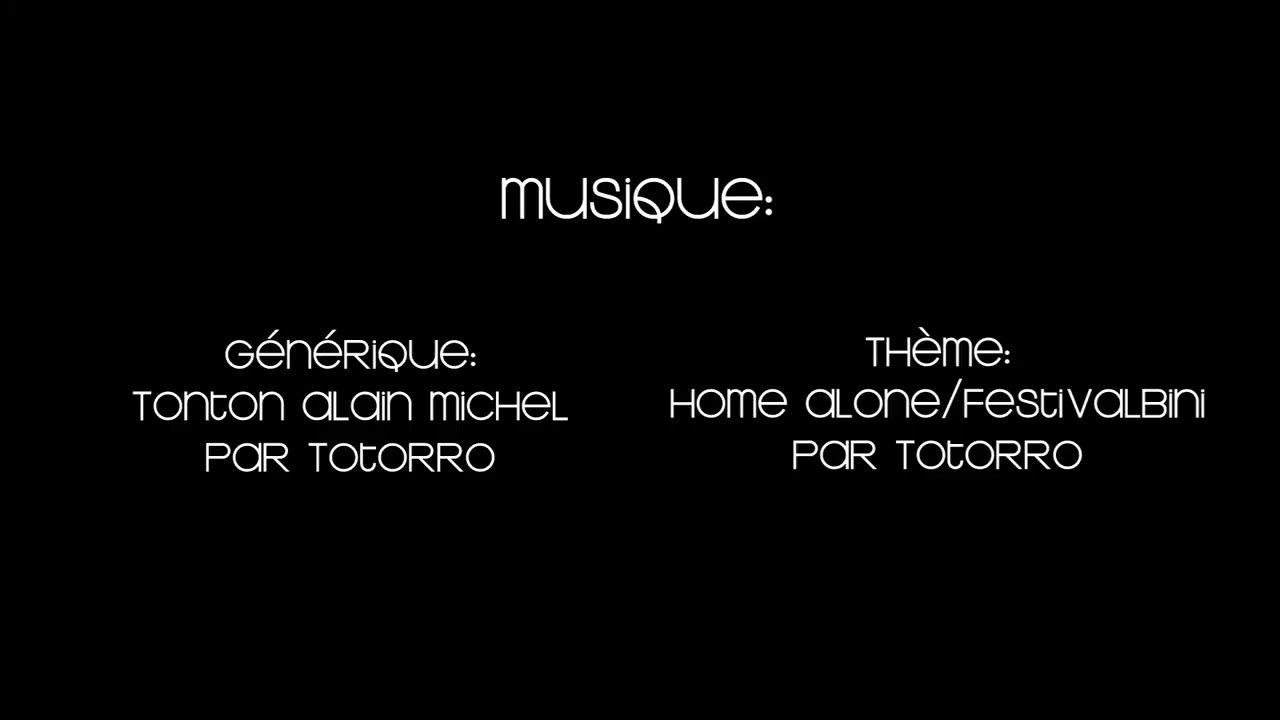 Musique:
Générique:
Tonton Alain Michel
par Totorro
Thème:
Home Alone/Festivalbini
par Totorro